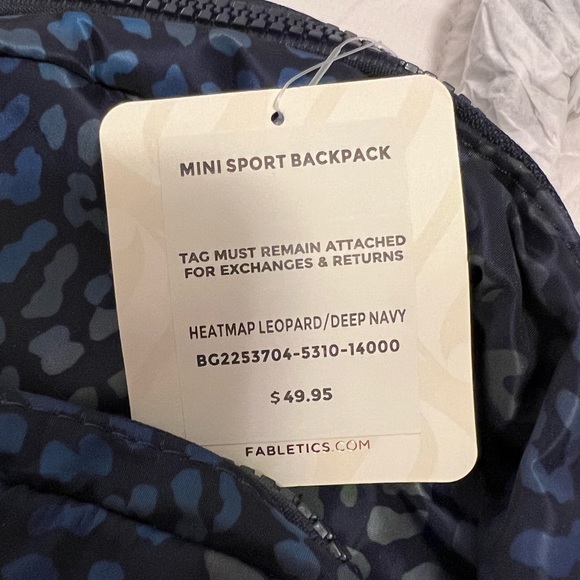 MINI SPORT BACKPACK
TAG MUST REMAIN ATTACHED
FOR EXCHANGES & RETURNS
HEATMAP LEOPARD/DEEP NAVY
BG2253704-5310-14000
$49.95
FABLETICS.COM